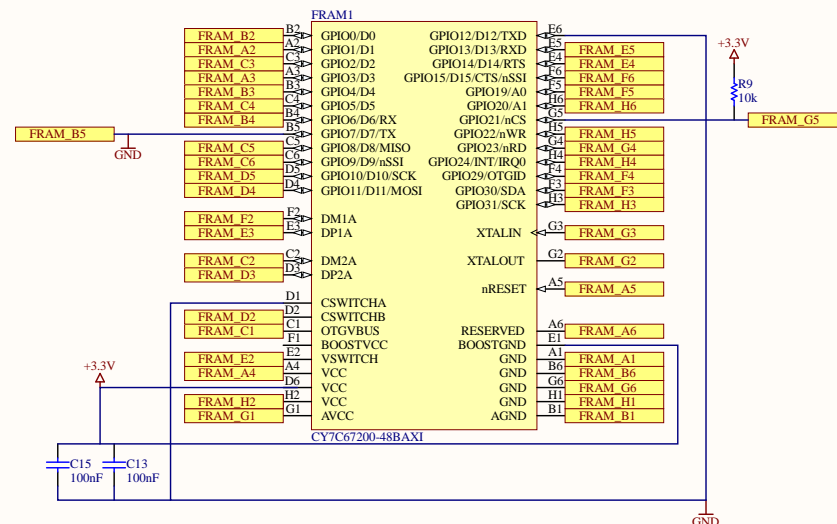 FRAM1
FRAM_B2 B2 GPIO0/D0 GPIO12/D12/TXD E6
FRAM_A2 A2 GPIO1/D1 GPIO13/D13/RXD E5 FRAM_E5
FRAM_C3 C3 GPIO2/D2 GPIO14/D14/RTS E4 FRAM_E4
FRAM_A3 A3 GPIO3/D3 GPIO15/D15/CTS/nSSI F6 FRAM_F6
FRAM_B3 B3 GPIO4/D4 GPIO19/A0 F5 FRAM_F5
FRAM_C4 C4 GPIO5/D5 GPIO20/A1 H6 FRAM_H6
FRAM_B4 B4 GPIO6/D6/RX GPIO21/nCS G5 FRAM_G5
FRAM_B5 B5 GPIO7/D7/TX GPIO22/nWR H5 FRAM_H5
FRAM_C5 C5 GPIO8/D8/MISO GPIO23/nRD G4 FRAM_G4
FRAM_C6 C6 GPIO9/D9/nSSI GPIO24/INT/IRQ0 H4 FRAM_H4
FRAM_D5 D5 GPIO10/D10/SCK GPIO29/OTGID F4 FRAM_F4
FRAM_D4 D4 GPIO11/D11/MOSI GPIO30/SDA F3 FRAM_F3
GPIO31/SCK H3 FRAM_H3
FRAM_F2 F2 DM1A
FRAM_E3 E3 DP1A XTALIN G3 FRAM_G3
FRAM_C2 C2 DM2A XTALOUT G2 FRAM_G2
FRAM_D3 D3 DP2A
nRESET A5 FRAM_A5
D1 CSWITCHA
FRAM_D2 D2 CSWITCHB
FRAM_C1 C1 OTGVBUS RESERVED A6 FRAM_A6
F1 BOOSTVCC BOOSTGND E1
FRAM_E2 E2 VSWITCH GND A1 FRAM_A1
FRAM_A4 A4 VCC GND B6 FRAM_B6
D6 VCC GND G6 FRAM_G6
FRAM_H2 H2 VCC GND H1 FRAM_H1
FRAM_G1 G1 AVCC AGND B1 FRAM_B1
CY7C67200-48BAXI
GND
+3.3V
R9
10k
+3.3V
C15
100nF
C13
100nF
GND